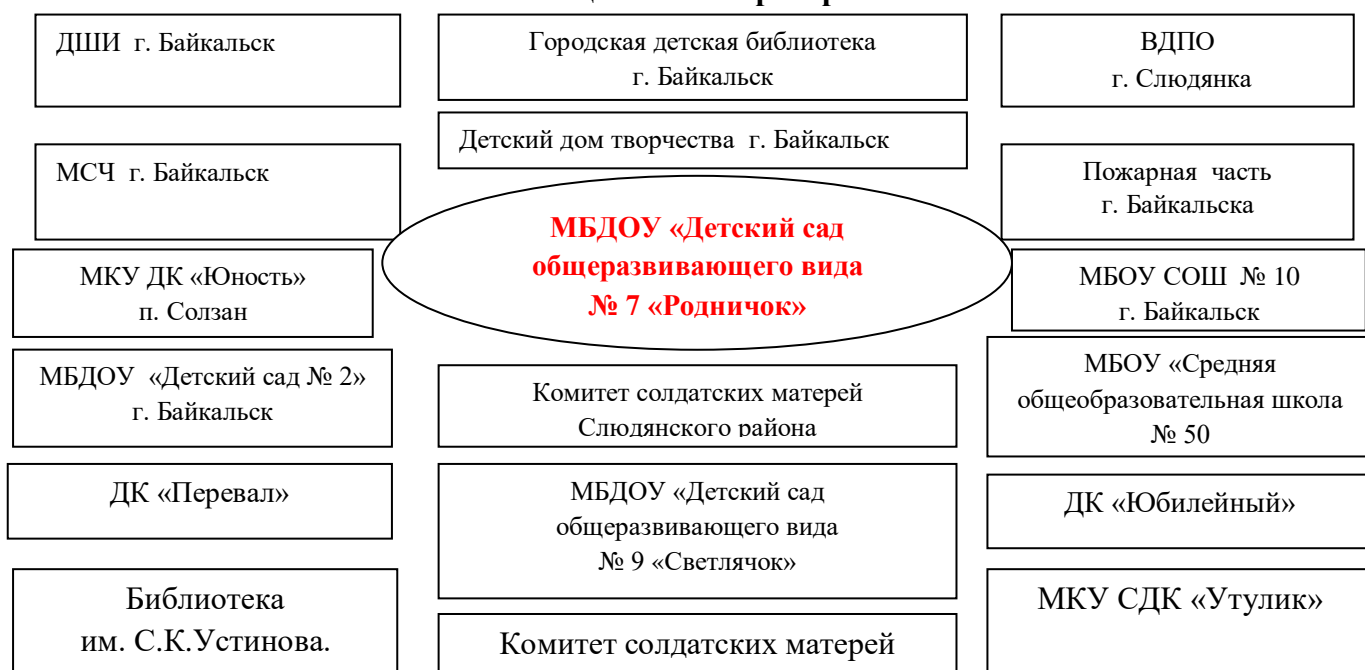 ДШИ г. Байкальск
Городская детская библиотека
г. Байкальск
ВДПО
г. Слюдянка
Детский дом творчества г. Байкальск
МСЧ г. Байкальск
Пожарная часть
г. Байкальска
МБДОУ «Детский сад
общеразвивающего вида
№ 7 «Родничок»
МКУ ДК «Юность»
п. Солзан
МБОУ СОШ № 10
г. Байкальск
МБДОУ «Детский сад № 2»
г. Байкальск
Комитет солдатских матерей
Слюдянского района
МБОУ «Средняя
общеобразовательная школа
№ 50
ДК «Перевал»
МБДОУ «Детский сад
общеразвивающего вида
№ 9 «Светлячок»
ДК «Юбилейный»
Библиотека
им. С.К.Устинова.
Комитет солдатских матерей
МКУ СДК «Утулик»